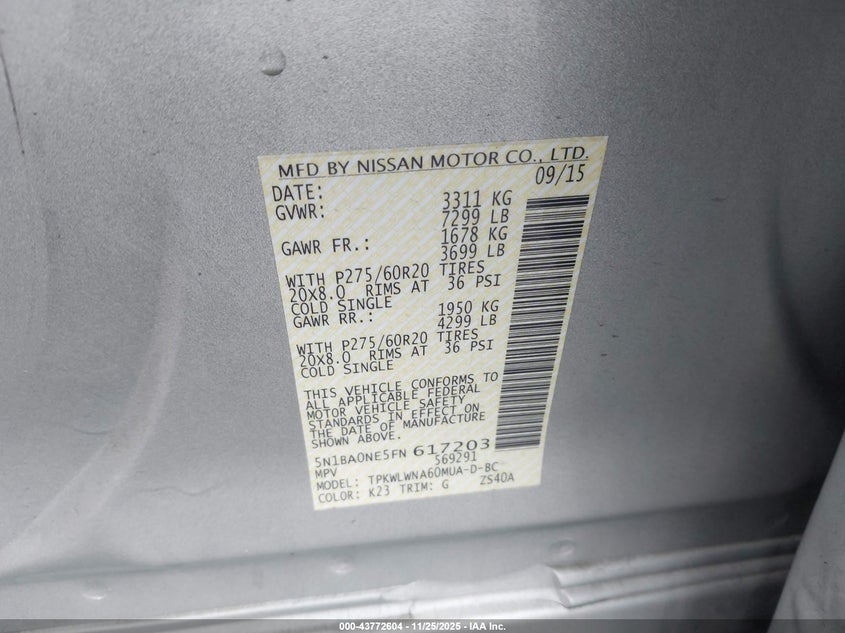 MFD BY NISSAN MOTOR CO., LTD.
DATE: 09/15
GVWR: 3311 KG
7299 LB
GAWR FR.: 1678 KG
3699 LB
WITH P275/60R20 TIRES
20X8.0 RIMS AT 36 PSI
COLD SINGLE
GAWR RR.: 1950 KG
4299 LB
WITH P275/60R20 TIRES
20X8.0 RIMS AT 36 PSI
COLD SINGLE
THIS VEHICLE CONFORMS TO
ALL APPLICABLE FEDERAL
MOTOR VEHICLE SAFETY
STANDARDS IN EFFECT ON
THE DATE OF MANUFACTURE
SHOWN ABOVE.
5N1BA0NE5FN 617203
MPV 569291
MODEL: TPKWLWNA60MUA-D-BC
COLOR: K23 TRIM: G ZS40A
000-43772604 - 11/25/2025 - IAA Inc.